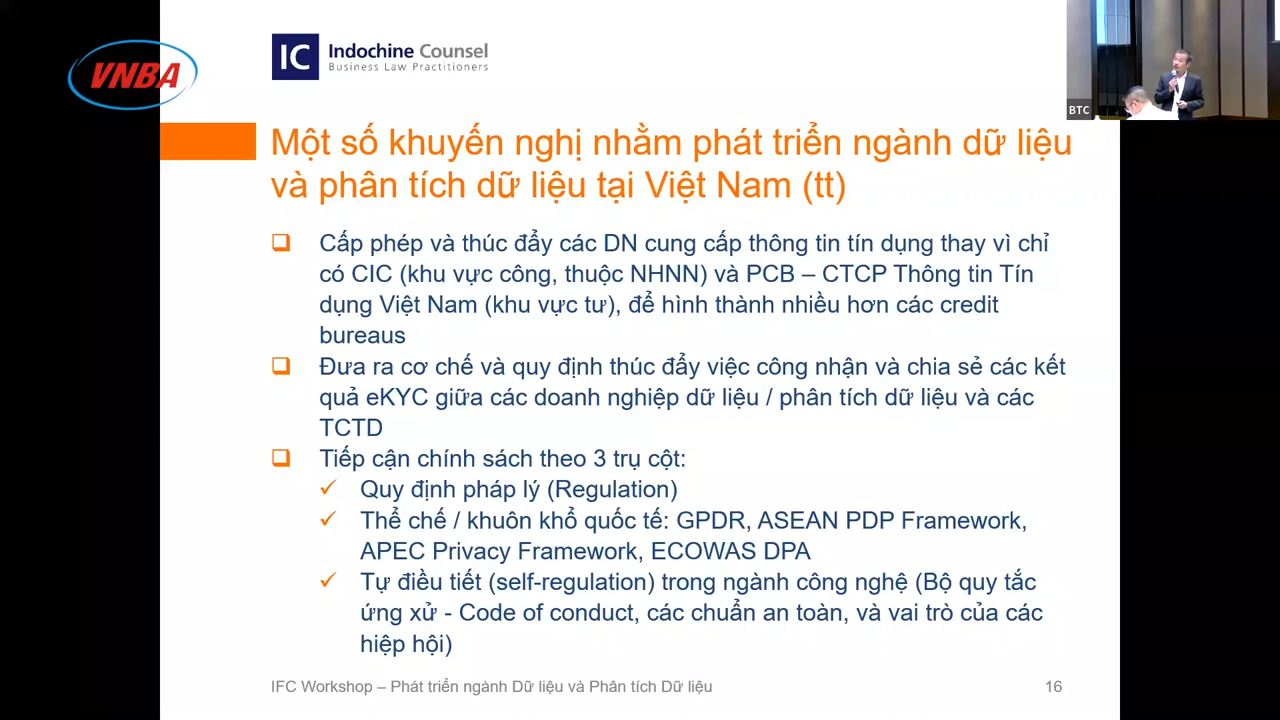 VNBA
IC Indochine Counsel
Business Law Practitioners
BTC
Một số khuyến nghị nhằm phát triển ngành dữ liệu
và phân tích dữ liệu tại Việt Nam (tt)
Cấp phép và thúc đẩy các DN cung cấp thông tin tín dụng thay vì chỉ
có CIC (khu vực công, thuộc NHNN) và PCB – CTCP Thông tin Tín
dụng Việt Nam (khu vực tư), để hình thành nhiều hơn các credit
bureaus
Đưa ra cơ chế và quy định thúc đẩy việc công nhận và chia sẻ các kết
quả eKYC giữa các doanh nghiệp dữ liệu / phân tích dữ liệu và các
TCTD
Tiếp cận chính sách theo 3 trụ cột:
Quy định pháp lý (Regulation)
Thể chế / khuôn khổ quốc tế: GPDR, ASEAN PDP Framework,
APEC Privacy Framework, ECOWAS DPA
Tự điều tiết (self-regulation) trong ngành công nghệ (Bộ quy tắc
ứng xử - Code of conduct, các chuẩn an toàn, và vai trò của các
hiệp hội)
IFC Workshop – Phát triển ngành Dữ liệu và Phân tích Dữ liệu
16